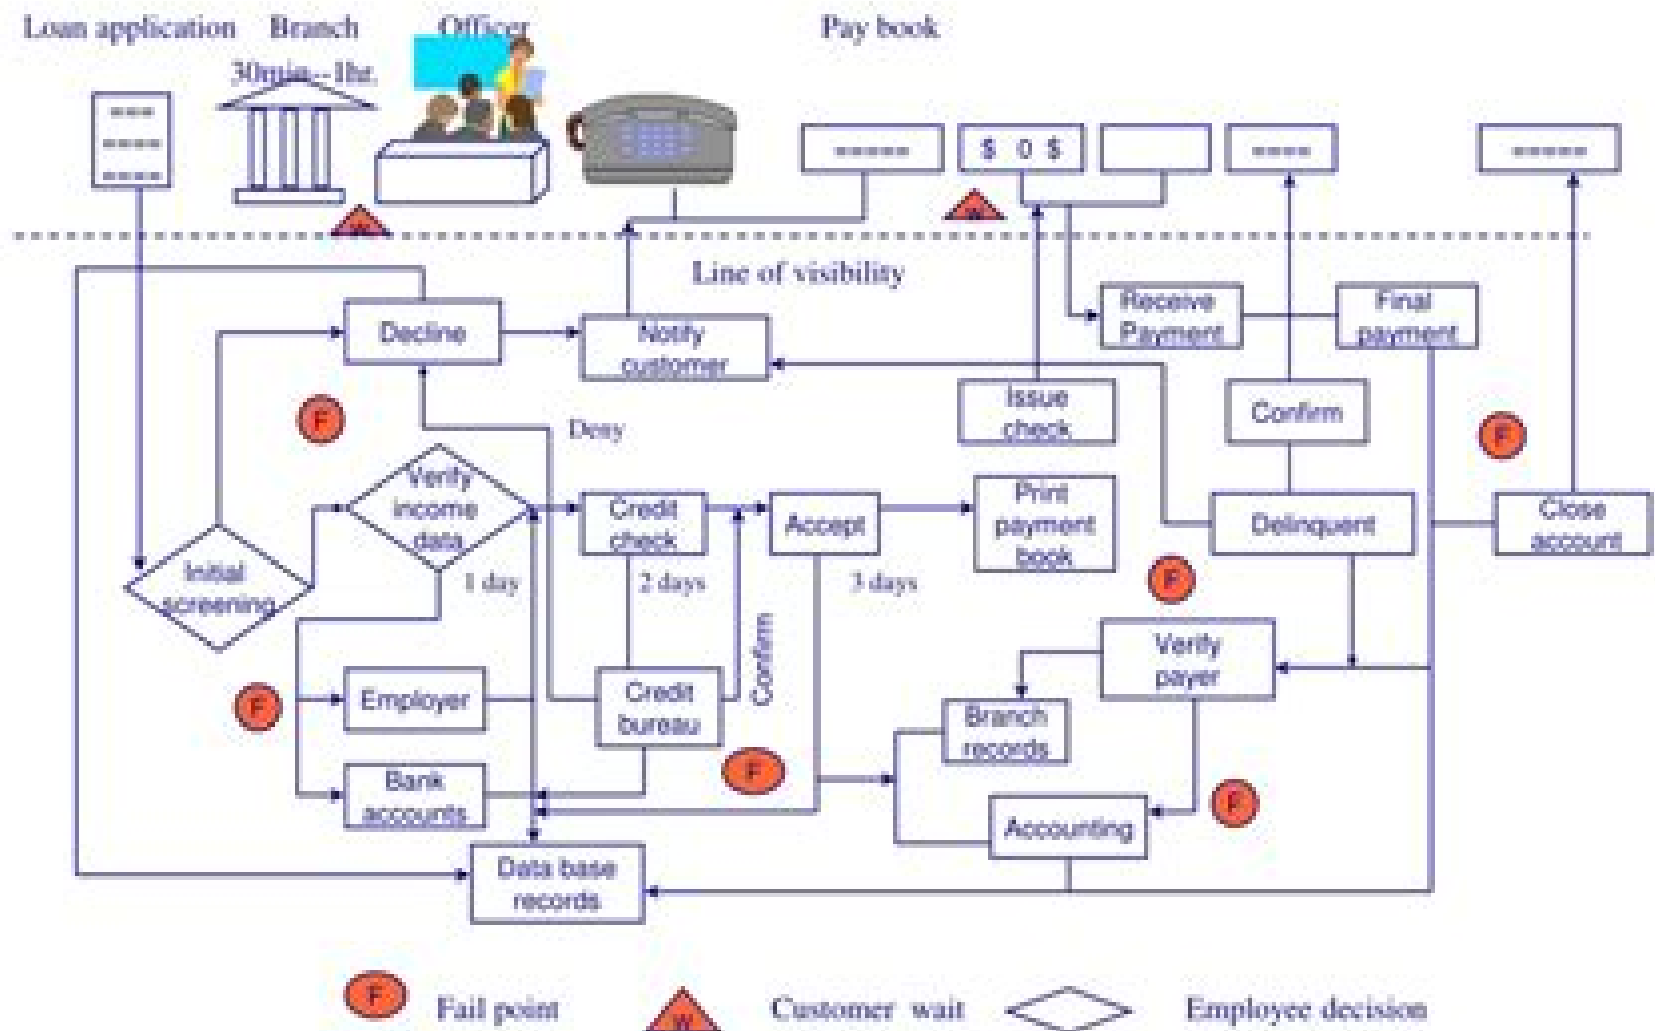 Loan application
Branch
Officer
Pay book
30min--1hr.
$ 0 $
W
W
Line of visibility
Decline
Notify
customer
Receive
Payment
Final
payment
Issue
check
Confirm
F
F
Deny
Verify
income
data
Credit
check
Accept
Print
payment
book
Delinquent
Close
account
Initial
screening
1 day
2 days
3 days
F
Confirm
Verify
payer
F
Employer
Credit
bureau
Branch
records
F
Bank
accounts
Accounting
F
Data base
records
F
Fail point
W
Customer wait
Employee decision